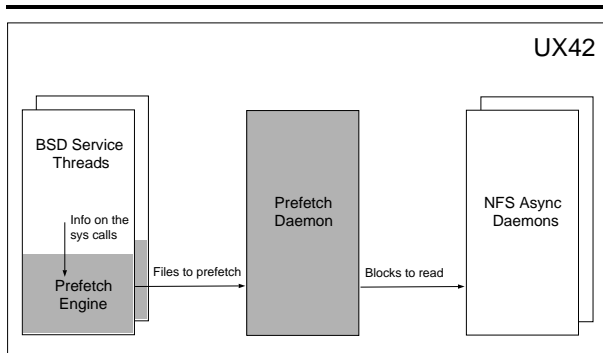 UX42
BSD Service
Threads
Info on the
sys calls
Prefetch
Engine
Files to prefetch
Prefetch
Daemon
Blocks to read
NFS Async
Daemons